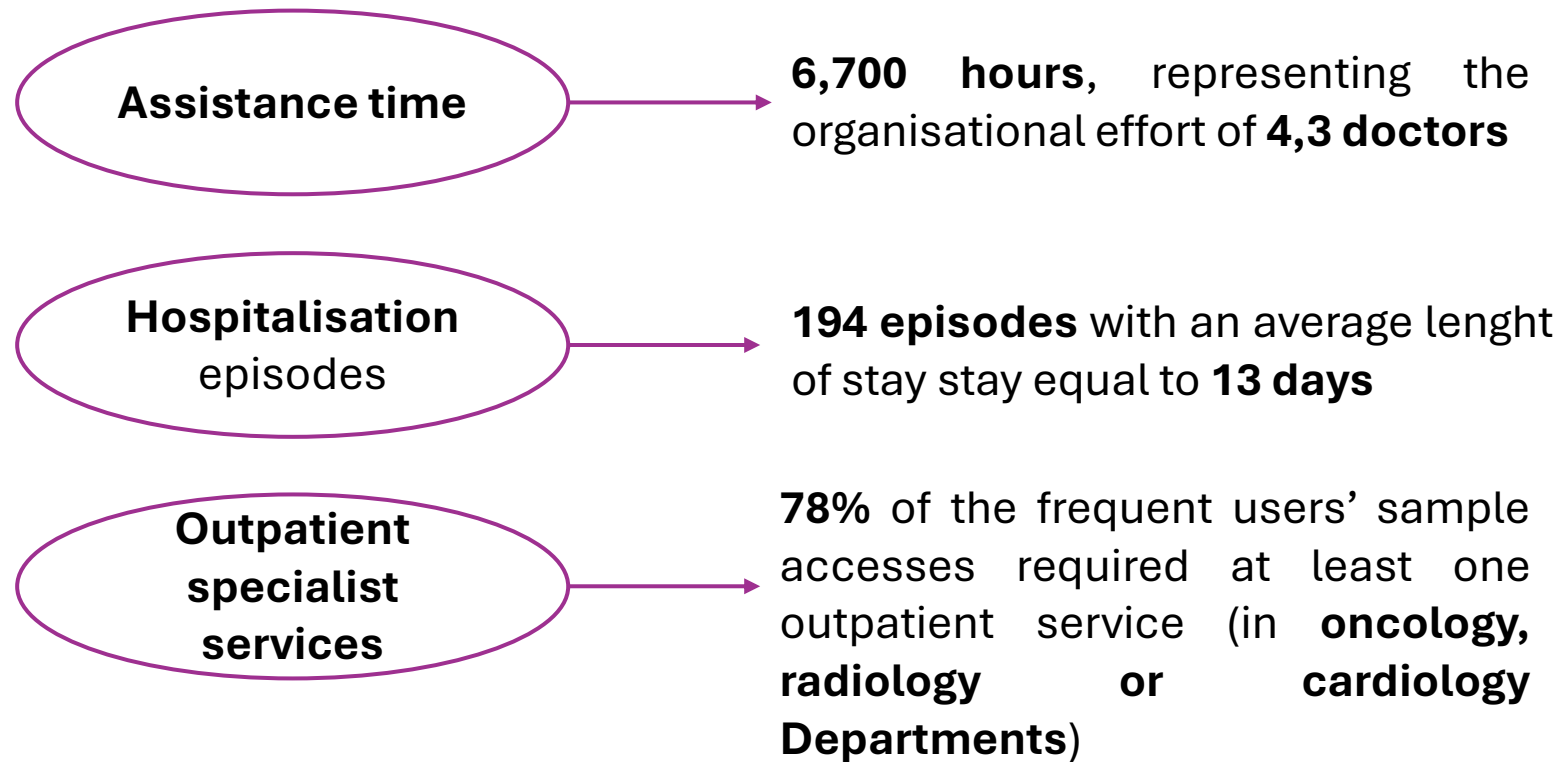 Assistance time
6,700 hours, representing the
organisational effort of 4,3 doctors
Hospitalisation
episodes
194 episodes with an average lenght
of stay stay equal to 13 days
Outpatient
specialist
services
78% of the frequent users’ sample
accesses required at least one
outpatient service (in oncology,
radiology or cardiology
Departments)